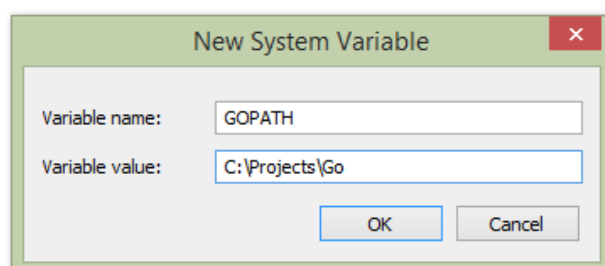 New System Variable
Variable name: GOPATH
Variable value: C:\Projects\Go
OK Cancel